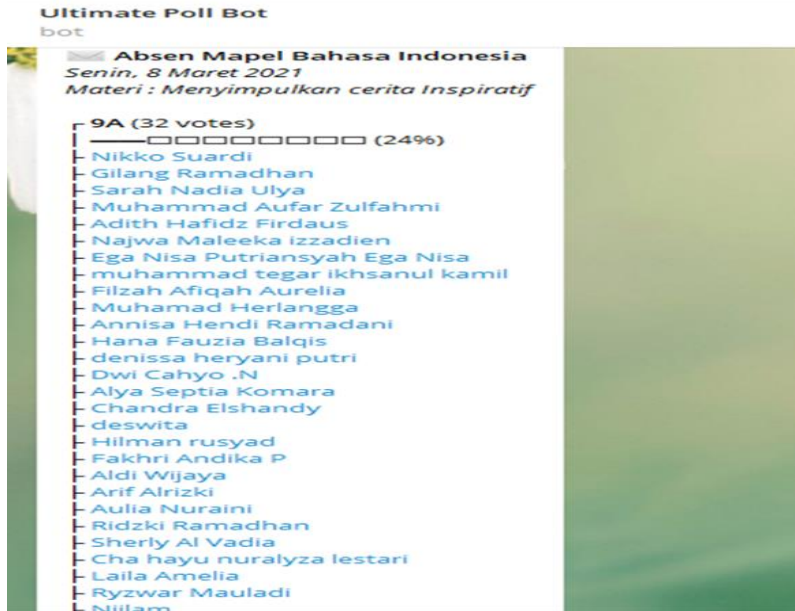 Ultimate Poll Bot
bot
Absen Mapel Bahasa Indonesia
Senin, 8 Maret 2021
Materi : Menyimpulkan cerita Inspiratif
9A (32 votes)
(24%)
Nikko Suardi
Gilang Ramadhan
Sarah Nadia Ulya
Muhammad Aufar Zulfahmi
Adith Hafidz Firdaus
Najwa Maleeka izzadien
Ega Nisa Putriansyah Ega Nisa
muhammad tegar ikhsanul kamil
Filzah Afiqah Aurelia
Muhamad Herlangga
Annisa Hendi Ramadani
Hana Fauzia Balqis
denissa heryani putri
Dwi Cahyo .N
Alya Septia Komara
Chandra Elshandy
deswita
Hilman rusyad
Fakhri Andika P
Aldi Wijaya
Arif Alrizki
Aulia Nuraini
Ridzki Ramadhan
Sherly Al Vadia
Cha hayu nuralyza lestari
Laila Amelia
Ryzwar Mauladi